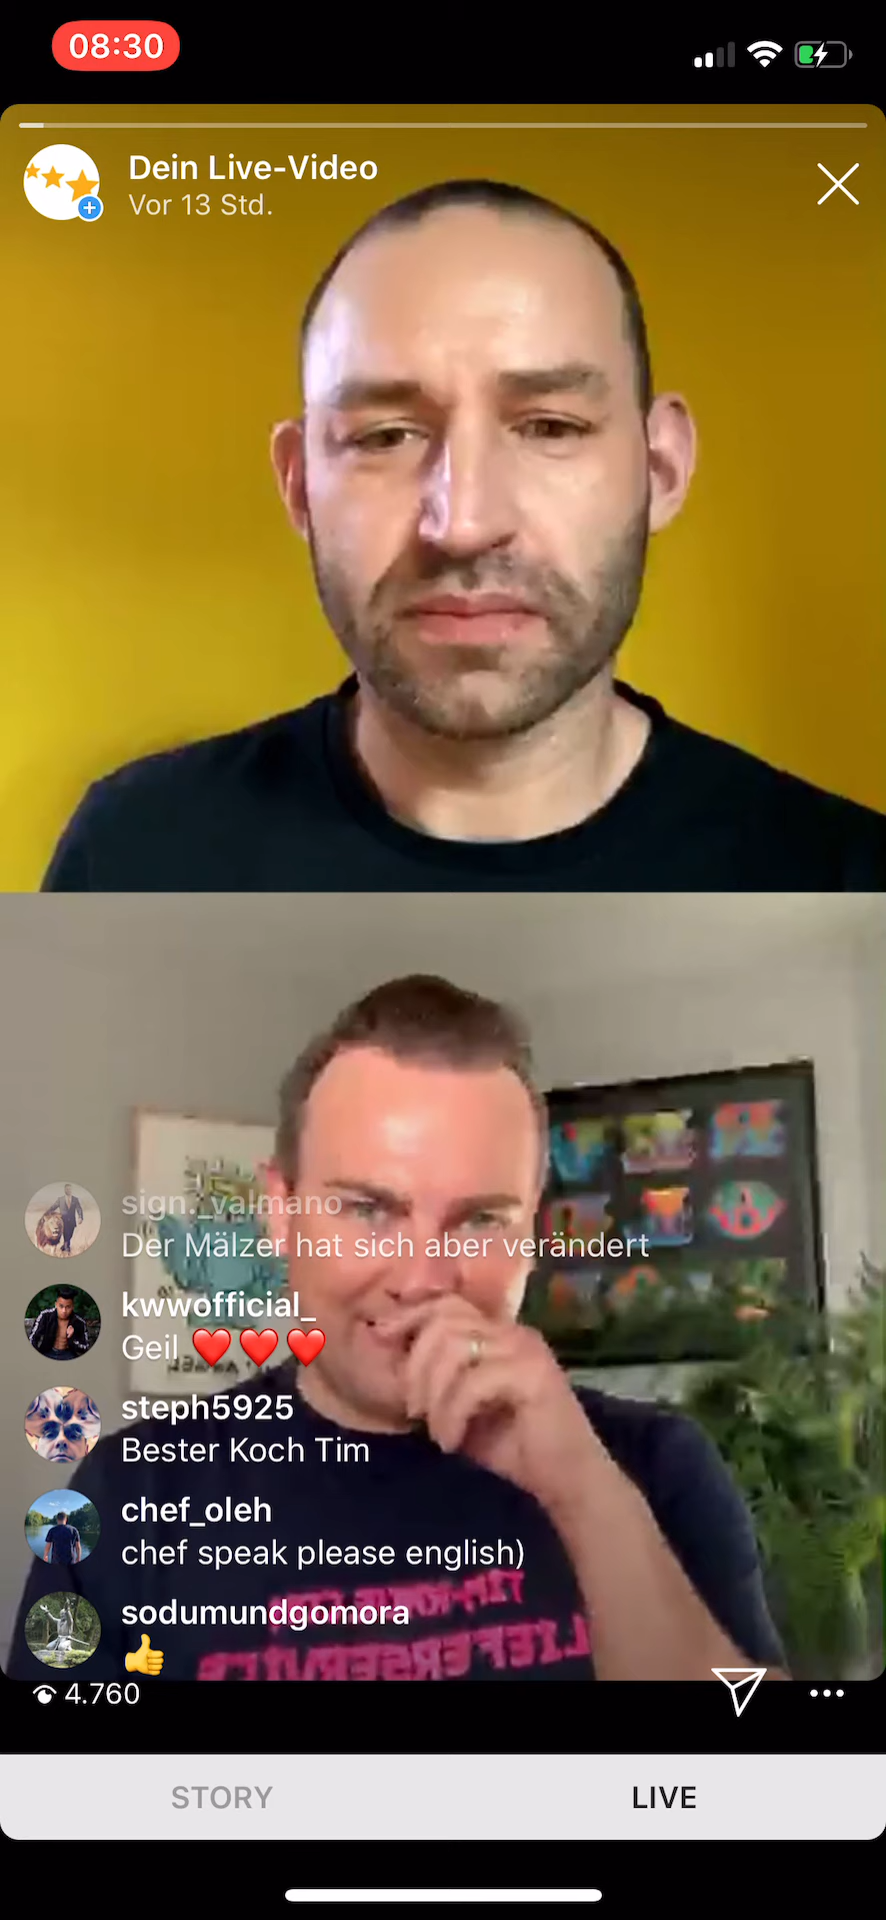 08:30
Dein Live-Video
Vor 13 Std.
sign._valmano
Der Mälzer hat sich aber verändert
kwwofficial_
Geil ❤️❤️❤️
steph5925
Bester Koch Tim
chef_oleh
chef speak please english)
sodumundgomora
👍
LIEFERSERVICE
4.760
STORY
LIVE